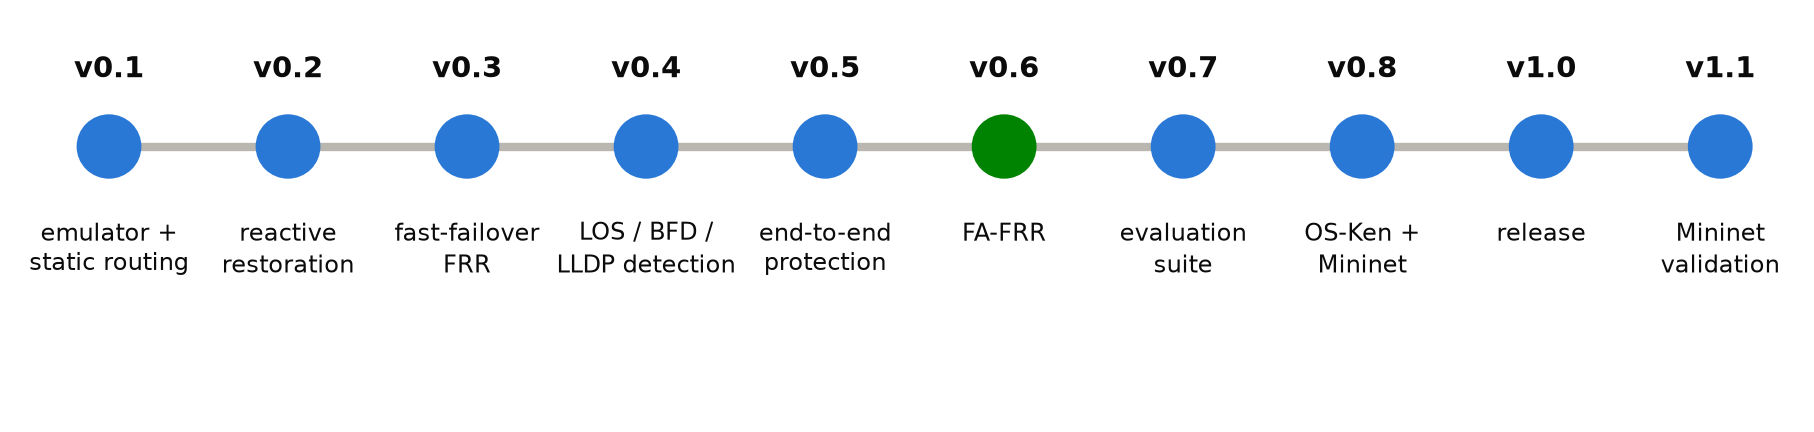 v0.1
v0.2
v0.3
v0.4
v0.5
v0.6
v0.7
v0.8
v1.0
v1.1
emulator +
static routing
reactive
restoration
fast-failover
FRR
LOS / BFD /
LLDP detection
end-to-end
protection
FA-FRR
evaluation
suite
OS-Ken +
Mininet
release
Mininet
validation